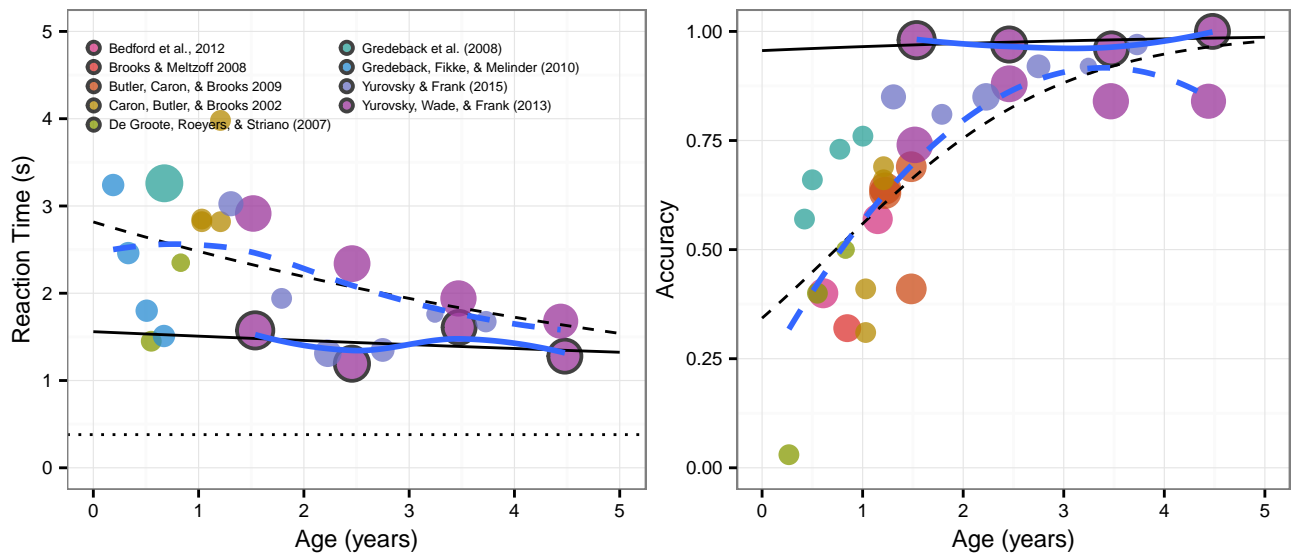 5
Bedford et al., 2012
Gredeback et al. (2008)
Brooks & Meltzoff 2008
Gredeback, Fikke, & Melinder (2010)
Butler, Caron, & Brooks 2009
Yurovsky & Frank (2015)
Caron, Butler, & Brooks 2002
Yurovsky, Wade, & Frank (2013)
De Groote, Roeyers, & Striano (2007)
4
3
2
1
0
Reaction Time (s)
0 1 2 3 4 5
Age (years)
1.00
0.75
0.50
0.25
0.00
Accuracy
0 1 2 3 4 5
Age (years)